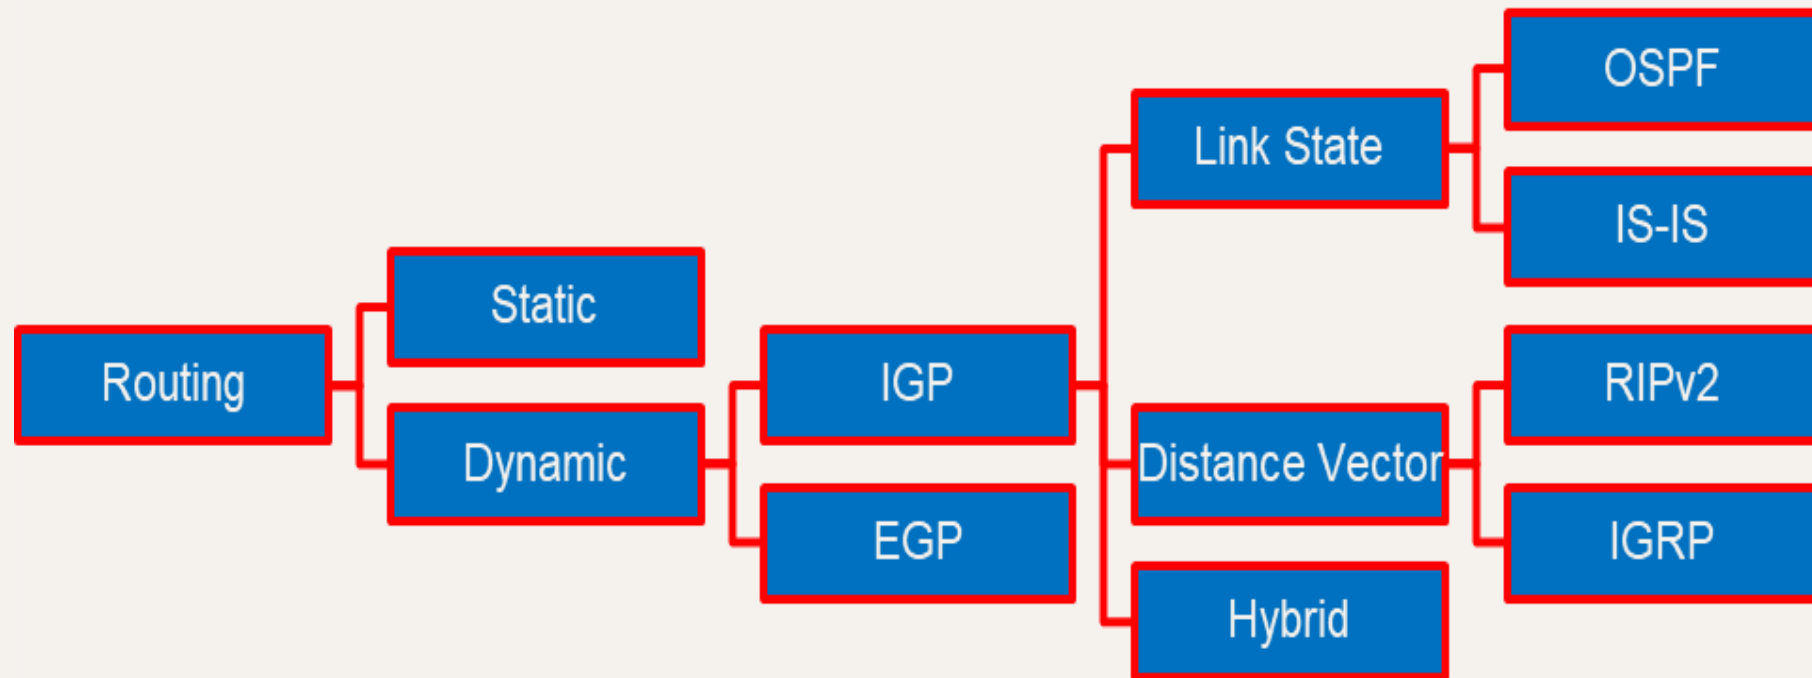 Routing
Static
Dynamic
IGP
EGP
Link State
Distance Vector
Hybrid
OSPF
IS-IS
RIPv2
IGRP